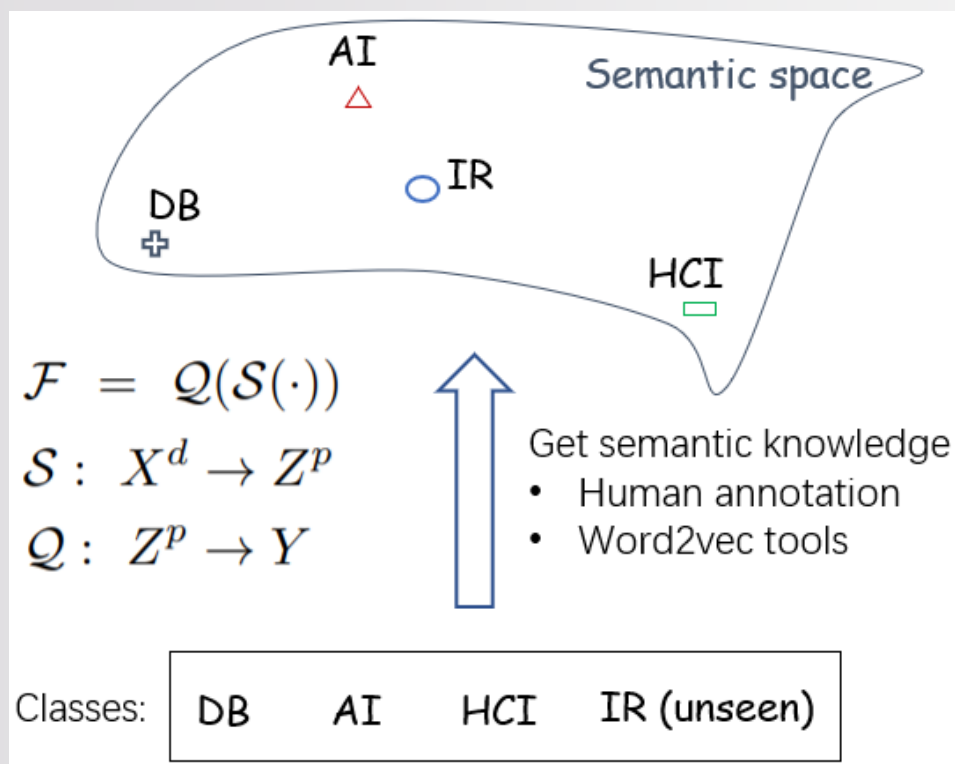 AI
Semantic space
IR
DB
HCI
ℱ = 𝒬(𝒮(·))
𝒮 : X^d → Z^p
𝒬 : Z^p → Y
Get semantic knowledge
• Human annotation
• Word2vec tools
Classes: DB AI HCI IR (unseen)